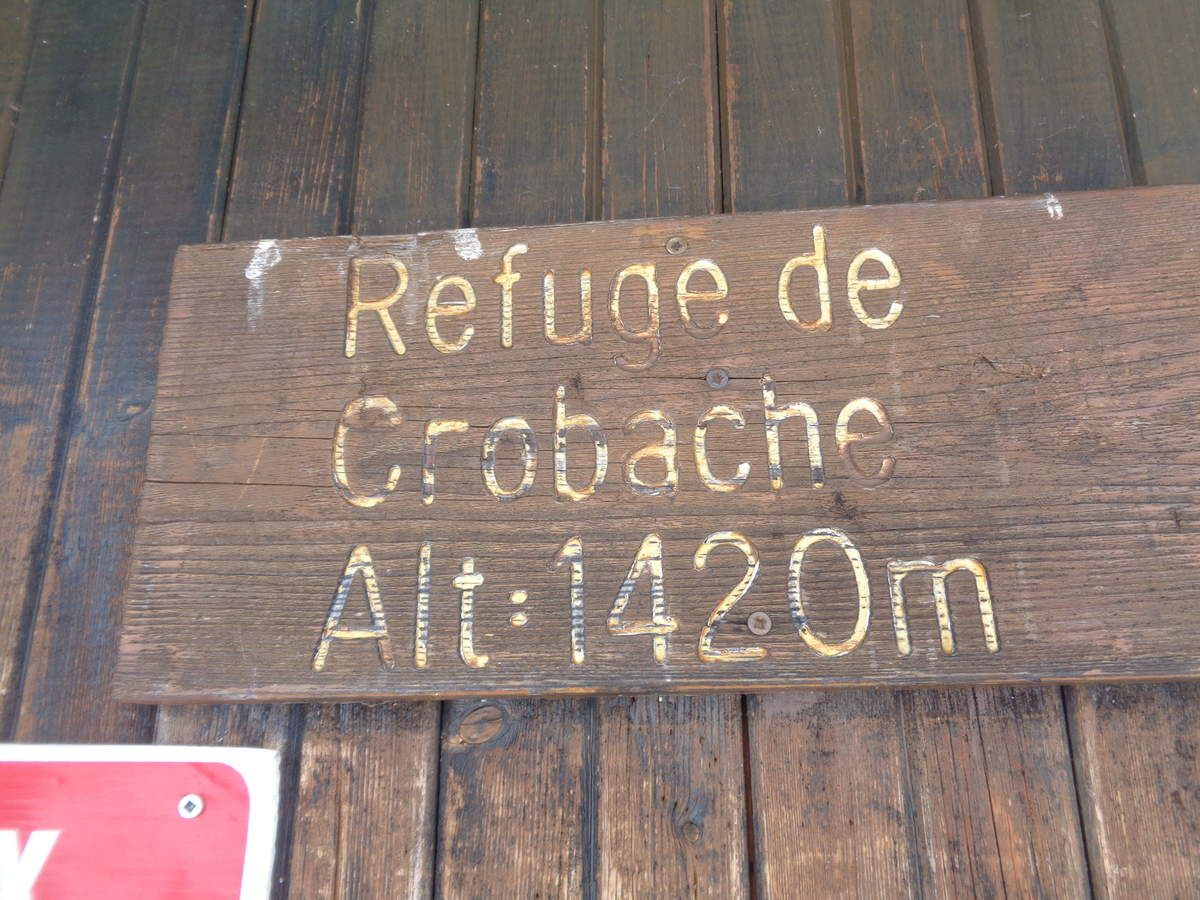 Refuge de
Crobache
Alt: 1420m